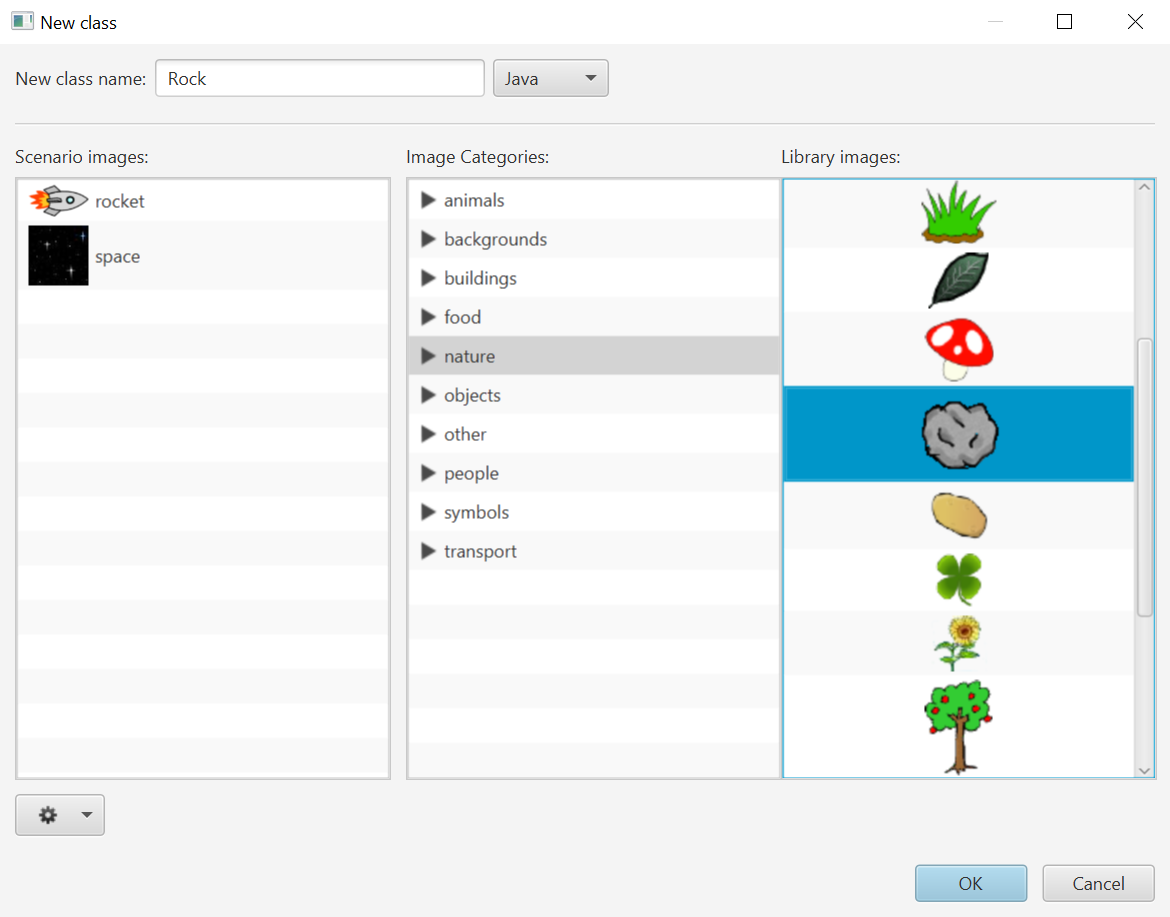 New class
New class name: Rock Java
Scenario images:
rocket
space
Image Categories:
animals
backgrounds
buildings
food
nature
objects
other
people
symbols
transport
Library images:
OK Cancel